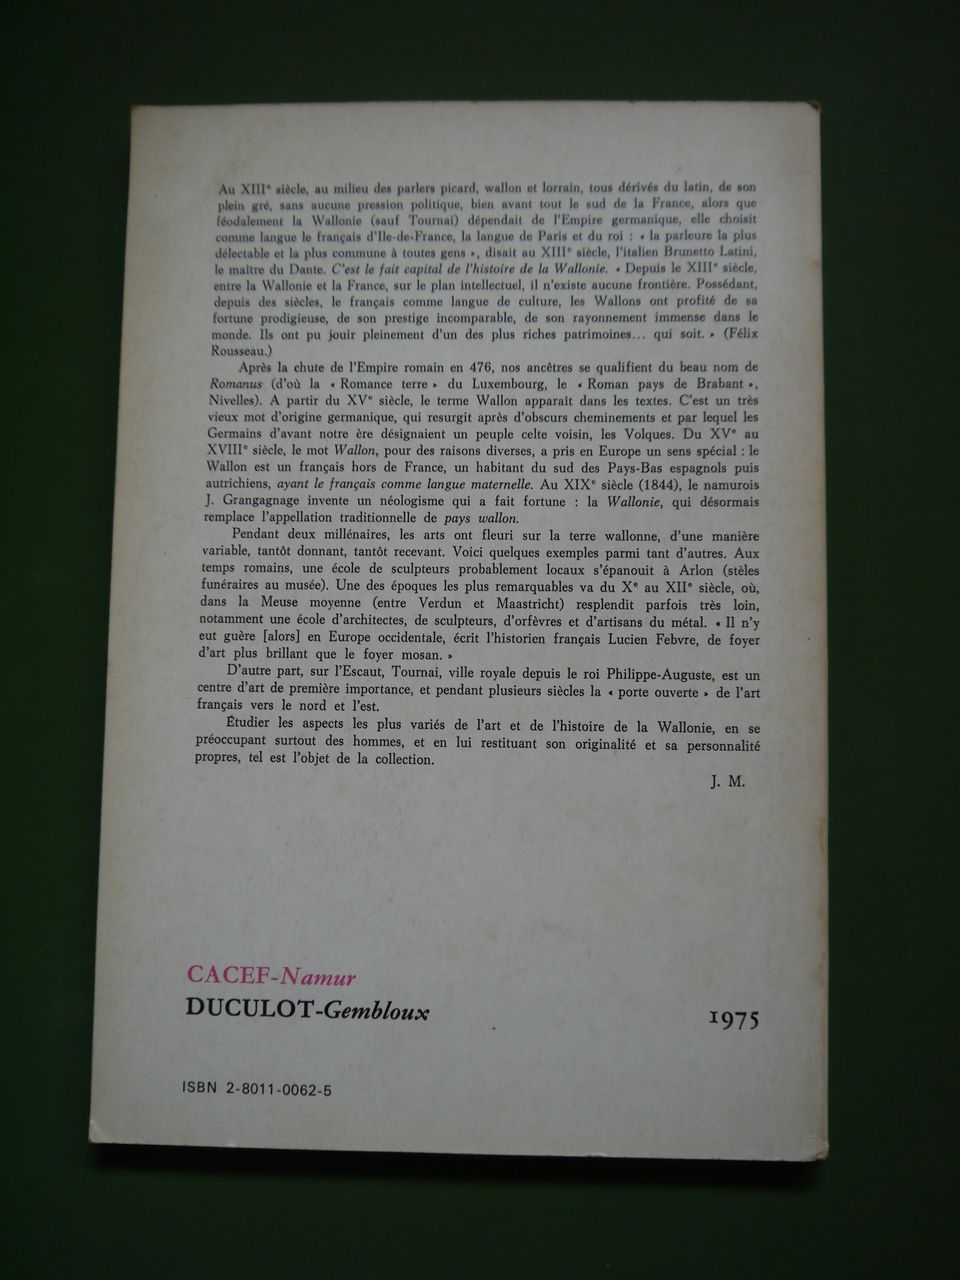 Au XIIIe siècle, au milieu des parlers picard, wallon et lorrain, tous dérivés du latin, de son
plein gré, sans aucune pression politique, bien avant tout le sud de la France, alors que
féodalement la Wallonie (sauf Tournai) dépendait de l'Empire germanique, elle choisit
comme langue le français d'Ile-de-France, la langue de Paris et du roi : « la parleure la plus
délectable et la plus commune à toutes gens », disait au XIIIe siècle, l'italien Brunetto Latini,
le maître du Dante. C'est le fait capital de l'histoire de la Wallonie. « Depuis le XIIIe siècle,
entre la Wallonie et la France, sur le plan intellectuel, il n'existe aucune frontière. Possédant,
depuis des siècles, le français comme langue de culture, les Wallons ont profité de sa
fortune prodigieuse, de son prestige incomparable, de son rayonnement immense dans le
monde. Ils ont pu jouir pleinement d'un des plus riches patrimoines... qui soit. » (Félix
Rousseau.)
Après la chute de l'Empire romain en 476, nos ancêtres se qualifient du beau nom de
Romanus (d'où la « Romance terre » du Luxembourg, le « Roman pays de Brabant »,
Nivelles). A partir du XVe siècle, le terme Wallon apparaît dans les textes. C'est un très
vieux mot d'origine germanique, qui resurgit après d'obscurs cheminements et par lequel les
Germains d'avant notre ère désignaient un peuple celte voisin, les Volques. Du XVe au
XVIIIe siècle, le mot Wallon, pour des raisons diverses, a pris en Europe un sens spécial : le
Wallon est un français hors de France, un habitant du sud des Pays-Bas espagnols puis
autrichiens, ayant le français comme langue maternelle. Au XIXe siècle (1844), le namurois
J. Grangagnage invente un néologisme qui a fait fortune : la Wallonie, qui désormais
remplace l'appellation traditionnelle de pays wallon.
Pendant deux millénaires, les arts ont fleuri sur la terre wallonne, d'une manière
variable, tantôt donnant, tantôt recevant. Voici quelques exemples parmi tant d'autres. Aux
temps romains, une école de sculpteurs probablement locaux s'épanouit à Arlon (stèles
funéraires au musée). Une des époques les plus remarquables va du Xe au XIIe siècle, où,
dans la Meuse moyenne (entre Verdun et Maastricht) resplendit parfois très loin,
notamment une école d'architectes, de sculpteurs, d'orfèvres et d'artisans du métal. « Il n'y
eut guère [alors] en Europe occidentale, écrit l'historien français Lucien Febvre, de foyer
d'art plus brillant que le foyer mosan. »
D'autre part, sur l'Escaut, Tournai, ville royale depuis le roi Philippe-Auguste, est un
centre d'art de première importance, et pendant plusieurs siècles la « porte ouverte » de l'art
français vers le nord et l'est.
Étudier les aspects les plus variés de l'art et de l'histoire de la Wallonie, en se
préoccupant surtout des hommes, et en lui restituant son originalité et sa personnalité
propres, tel est l'objet de la collection.
J. M.
CACEF-Namur
DUCULOT-Gembloux
1975
ISBN 2-8011-0062-5